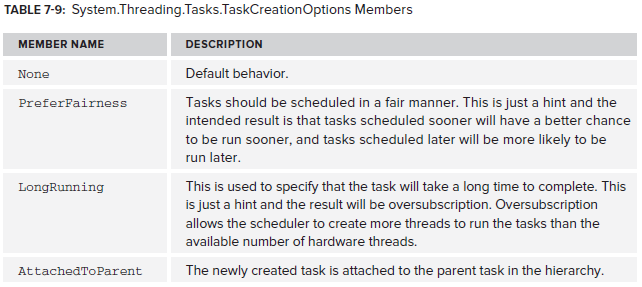 TABLE 7-9: System.Threading.Tasks.TaskCreationOptions Members
MEMBER NAME DESCRIPTION
None Default behavior.
PreferFairness Tasks should be scheduled in a fair manner. This is just a hint and the
intended result is that tasks scheduled sooner will have a better chance
to be run sooner, and tasks scheduled later will be more likely to be
run later.
LongRunning This is used to specify that the task will take a long time to complete. This
is just a hint and the result will be oversubscription. Oversubscription
allows the scheduler to create more threads to run the tasks than the
available number of hardware threads.
AttachedToParent The newly created task is attached to the parent task in the hierarchy.